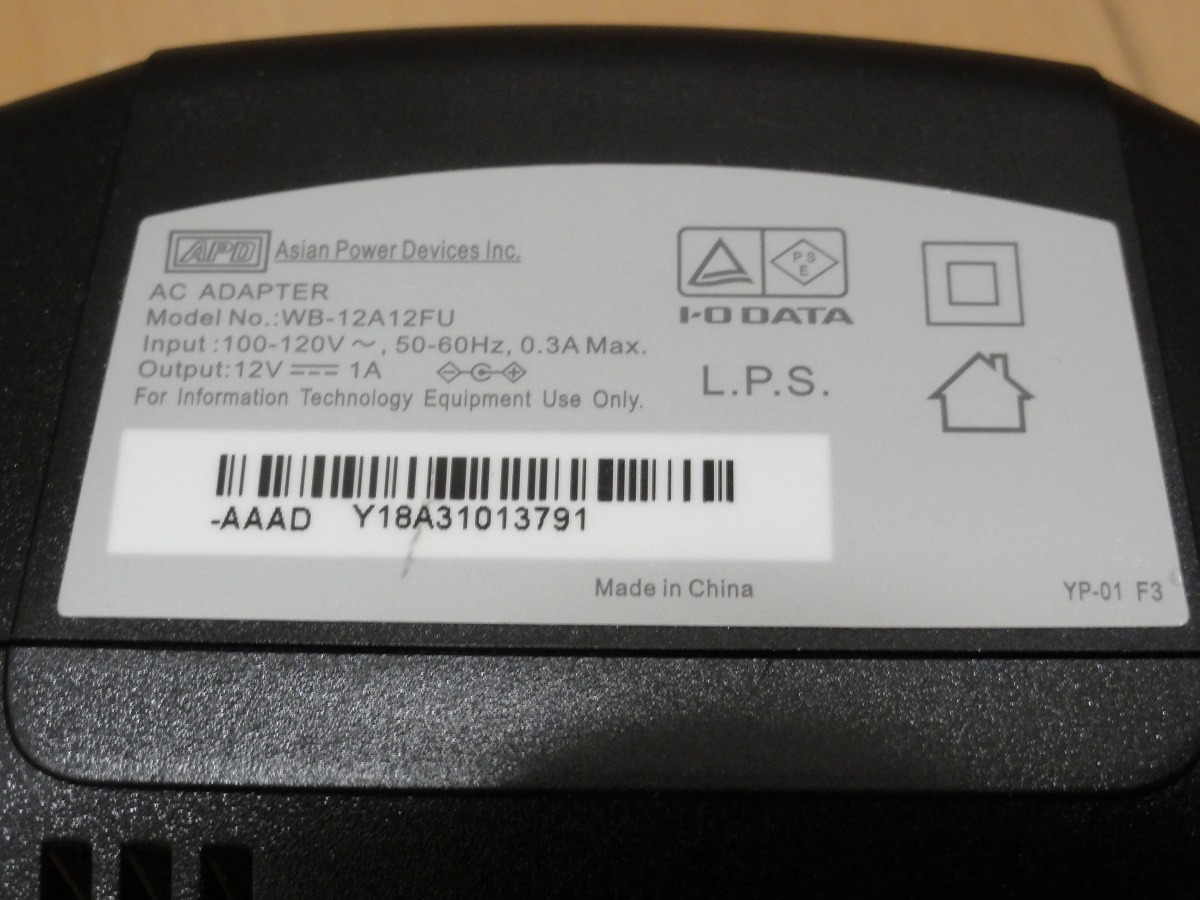 APD Asian Power Devices Inc.
AC ADAPTER
Model No.:WB-12A12FU
Input :100-120V ～, 50-60Hz, 0.3A Max.
Output:12V ⎓ 1A
For Information Technology Equipment Use Only.
PS
E
I-O DATA
L.P.S.
-AAAD Y18A31013791
Made in China
YP-01 F3